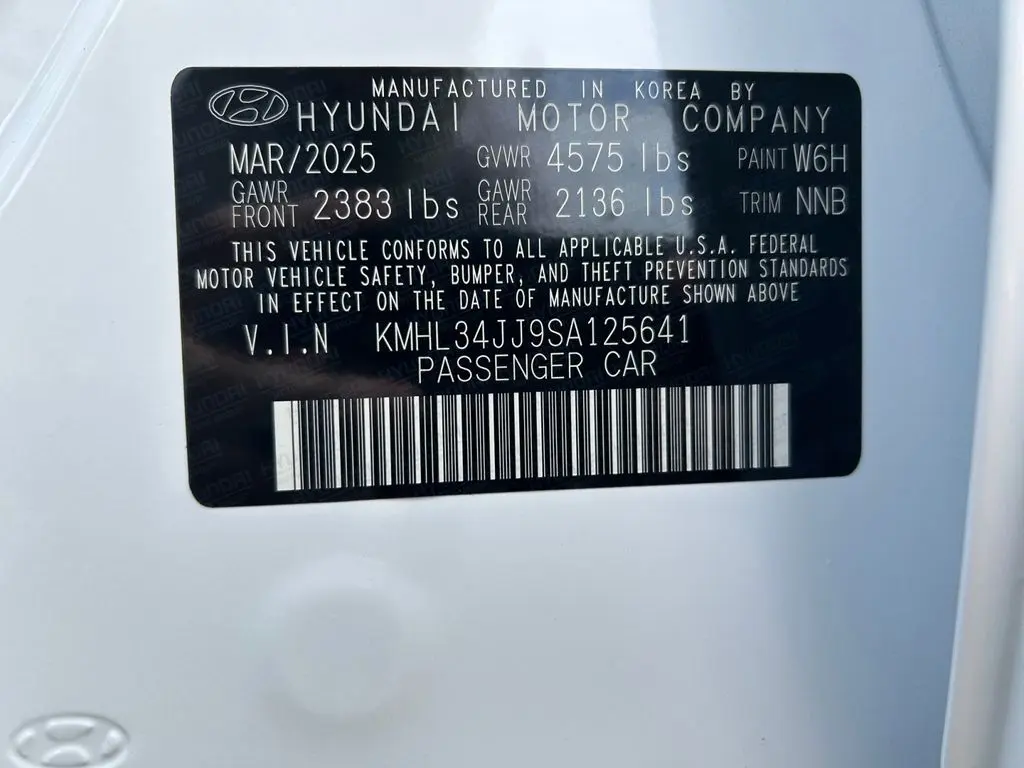 MANUFACTURED IN KOREA BY
HYUNDAI MOTOR COMPANY
MAR/2025 GVWR 4575 lbs PAINT W6H
GAWR FRONT 2383 lbs GAWR REAR 2136 lbs TRIM NNB
THIS VEHICLE CONFORMS TO ALL APPLICABLE U.S.A. FEDERAL
MOTOR VEHICLE SAFETY, BUMPER, AND THEFT PREVENTION STANDARDS
IN EFFECT ON THE DATE OF MANUFACTURE SHOWN ABOVE
V.I.N KMHL34JJ9SA125641
PASSENGER CAR